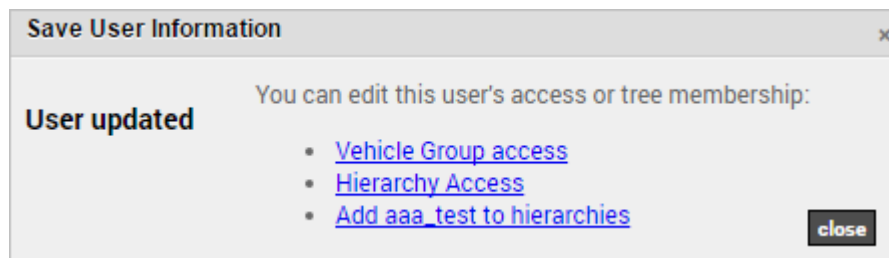 Save User Information
×
You can edit this user's access or tree membership:
User updated
Vehicle Group access
Hierarchy Access
Add aaa_test to hierarchies
close